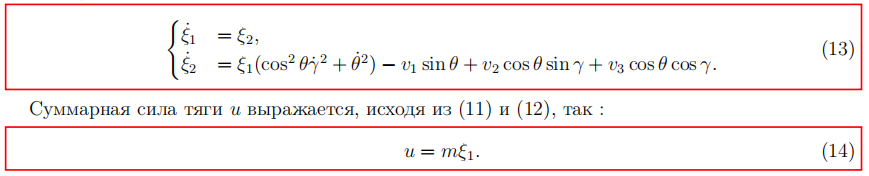 { ξ̇₁ = ξ₂,
ξ̇₂ = ξ₁(cos² θγ̇² + θ̇²) − v₁ sin θ + v₂ cos θ sin γ + v₃ cos θ cos γ. (13)
Суммарная сила тяги u выражается, исходя из (11) и (12), так :
u = mξ₁. (14)